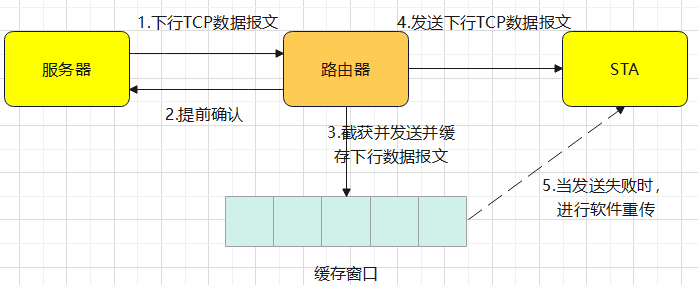 1.下行TCP数据报文
4.发送下行TCP数据报文
服务器
路由器
STA
2.提前确认
3.截获并发送并缓
存下行数据报文
5.当发送失败时，
进行软件重传
缓存窗口